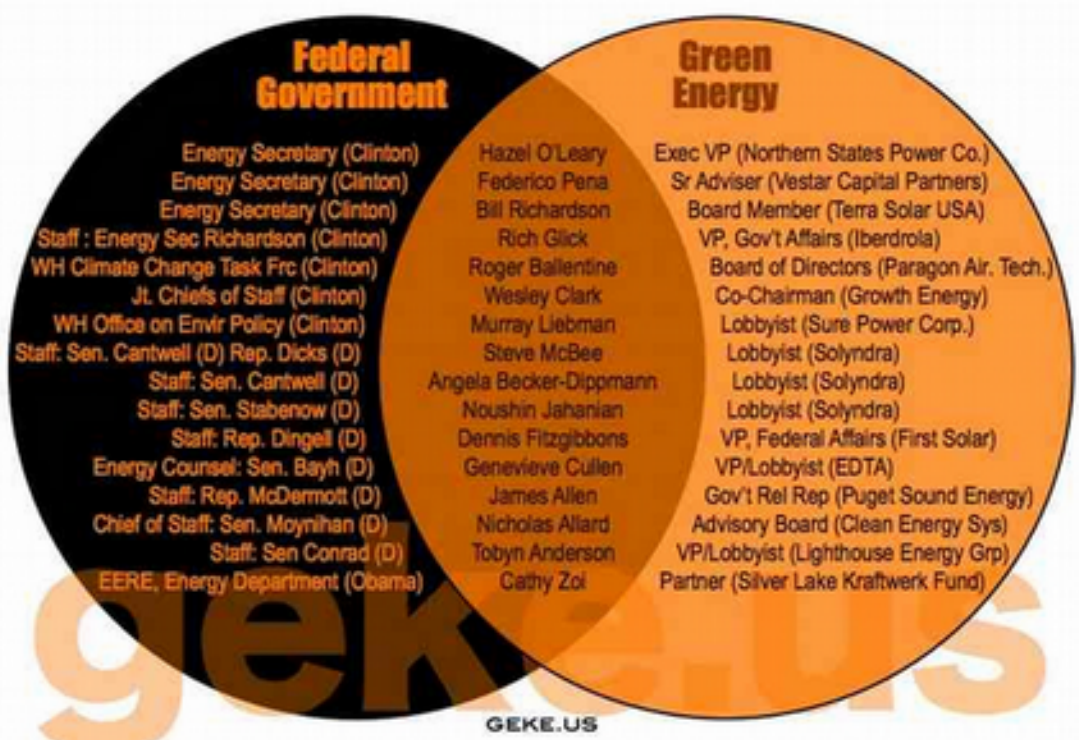 Federal
Government
Green
Energy
Energy Secretary (Clinton) Hazel O'Leary Exec VP (Northern States Power Co.)
Energy Secretary (Clinton) Federico Pena Sr Adviser (Vestar Capital Partners)
Energy Secretary (Clinton) Bill Richardson Board Member (Terra Solar USA)
Staff : Energy Sec Richardson (Clinton) Rich Glick VP, Gov't Affairs (Iberdrola)
WH Climate Change Task Frc (Clinton) Roger Ballentine Board of Directors (Paragon Air. Tech.)
Jt. Chiefs of Staff (Clinton) Wesley Clark Co-Chairman (Growth Energy)
WH Office on Envir Policy (Clinton) Murray Liebman Lobbyist (Sure Power Corp.)
Staff: Sen. Cantwell (D) Rep. Dicks (D) Steve McBee Lobbyist (Solyndra)
Staff: Sen. Cantwell (D) Angela Becker-Dippmann Lobbyist (Solyndra)
Staff: Sen. Stabenow (D) Noushin Jahanian Lobbyist (Solyndra)
Staff: Rep. Dingell (D) Dennis Fitzgibbons VP, Federal Affairs (First Solar)
Energy Counsel: Sen. Bayh (D) Genevieve Cullen VP/Lobbyist (EDTA)
Staff: Rep. McDermott (D) James Allen Gov't Rel Rep (Puget Sound Energy)
Chief of Staff: Sen. Moynihan (D) Nicholas Allard Advisory Board (Clean Energy Sys)
Staff: Sen Conrad (D) Tobyn Anderson VP/Lobbyist (Lighthouse Energy Grp)
EERE, Energy Department (Obama) Cathy Zoi Partner (Silver Lake Kraftwerk Fund)
geke.us
GEKE.US